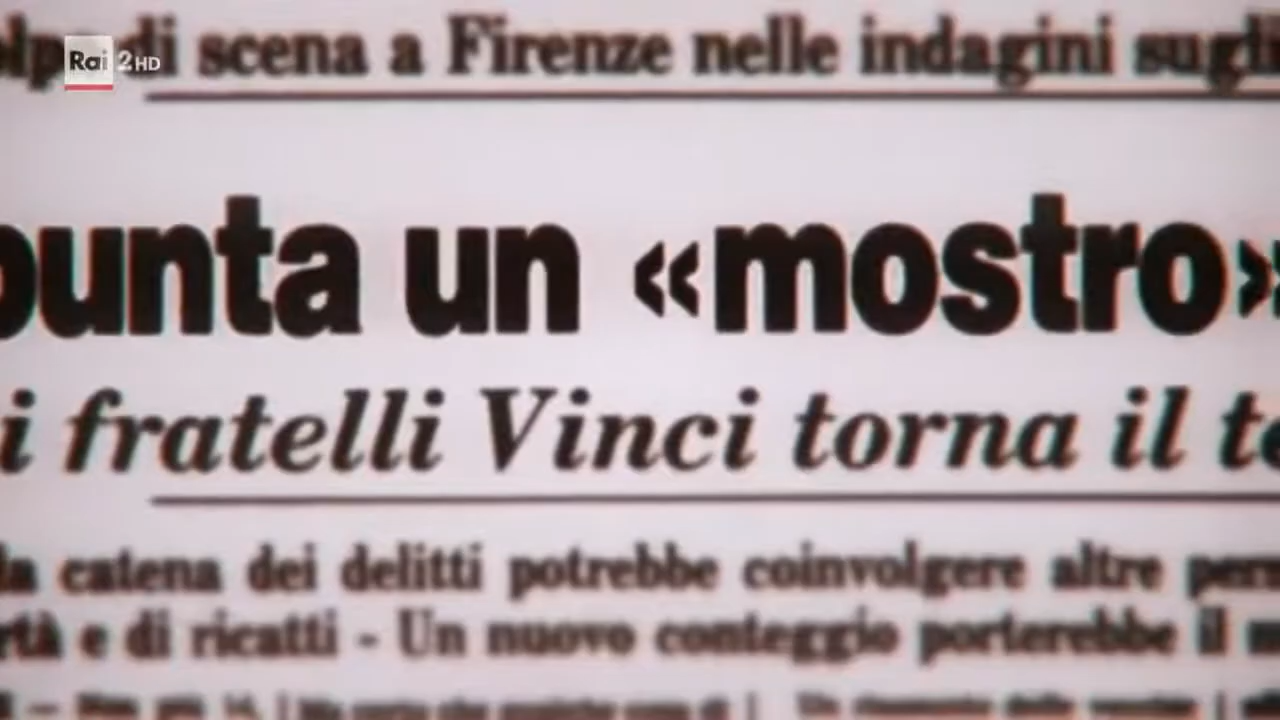 olpo di scena a Firenze nelle indagini sugli
Rai 2HD
punta un «mostro»
i fratelli Vinci torna il te
la catena dei delitti potrebbe coinvolgere altre pers
rtà e di ricatti - Un nuovo conteggio porterebbe il